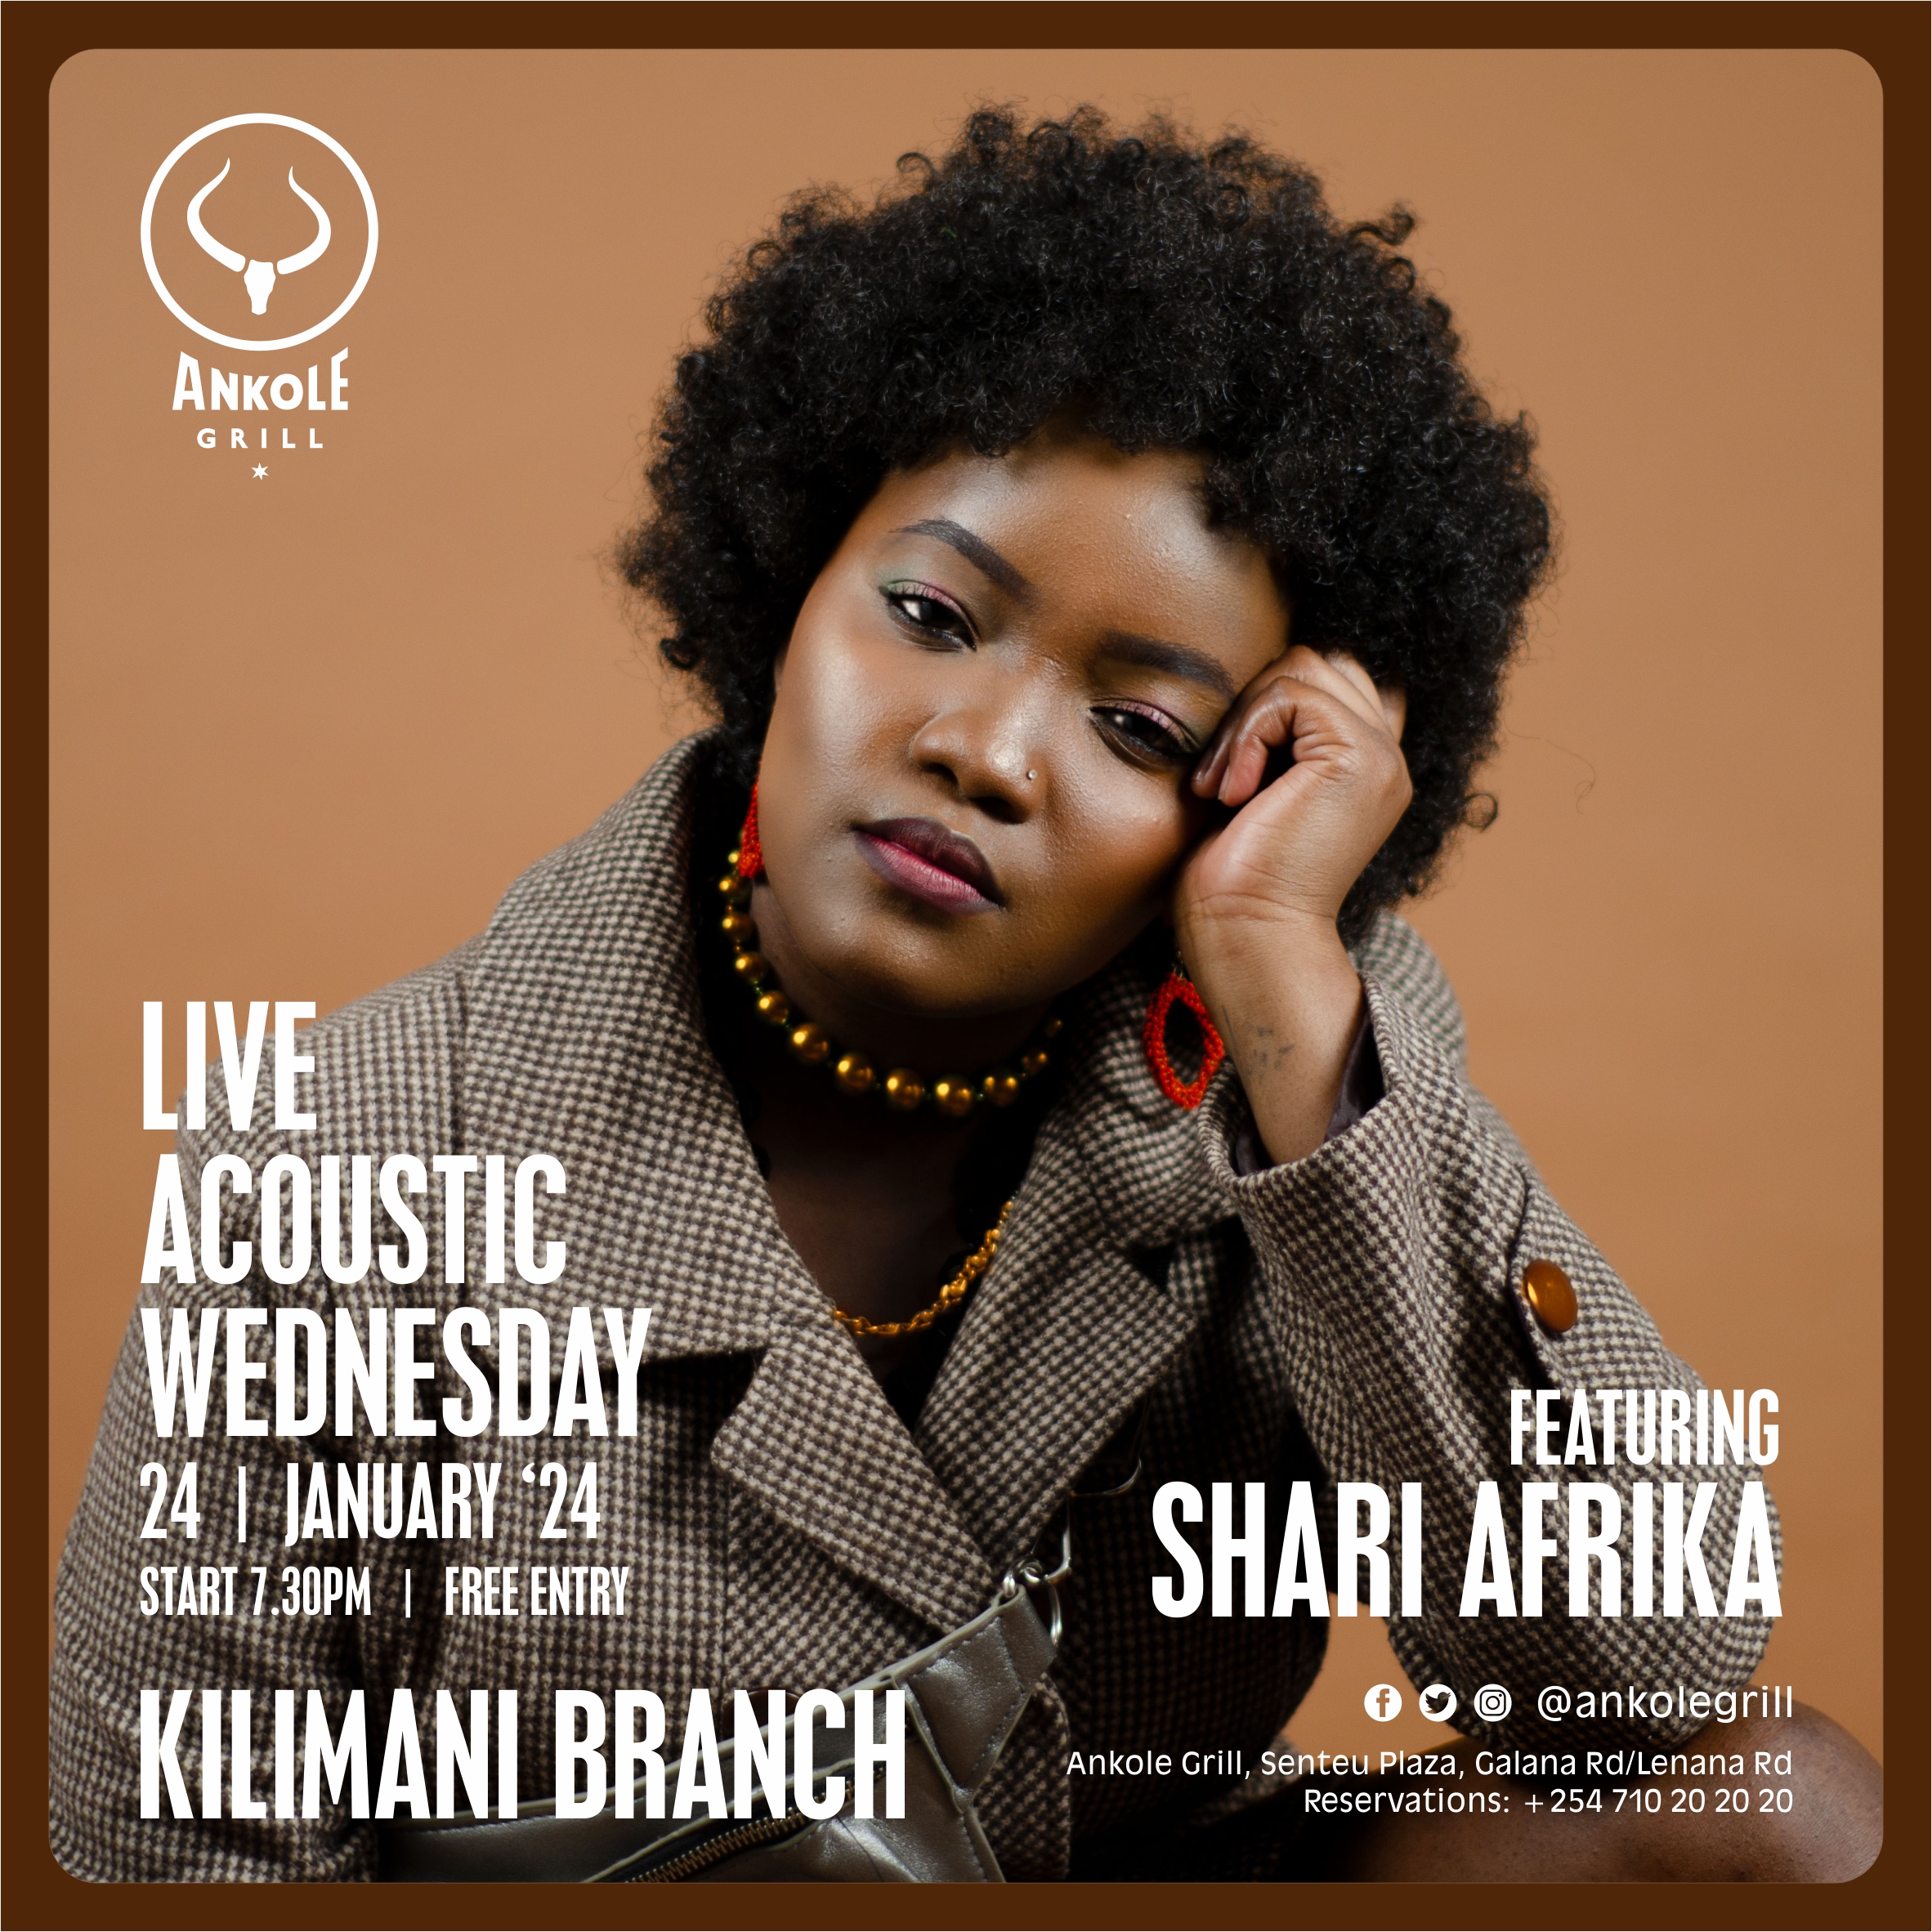 ANKOLE
GRILL
LIVE
ACOUSTIC
WEDNESDAY
24 | JANUARY ‘24
START 7.30PM | FREE ENTRY
KILIMANI BRANCH
FEATURING
SHARI AFRIKA
@ankolegrill
Ankole Grill, Senteu Plaza, Galana Rd/Lenana Rd
Reservations: +254 710 20 20 20